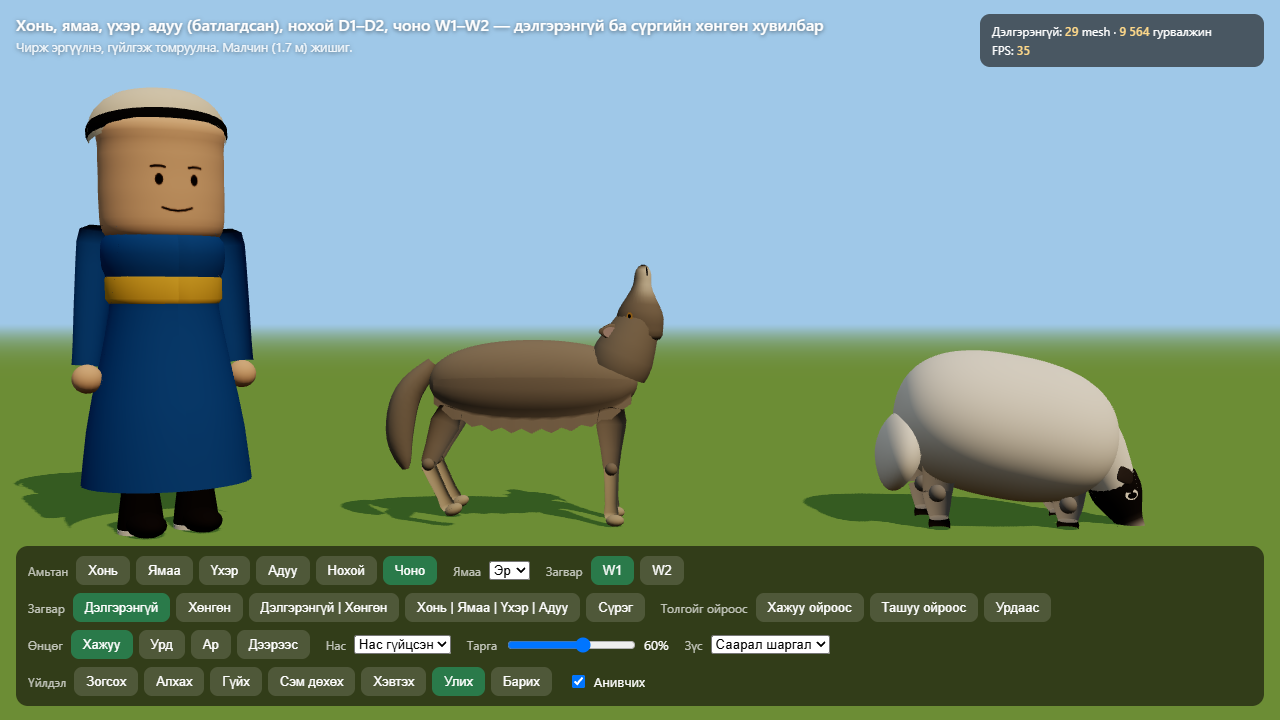 Хонь, ямаа, үхэр, адуу (батлагдсан), нохой D1–D2, чоно W1–W2 — дэлгэрэнгүй ба сүргийн хөнгөн хувилбар
Чирж эргүүлнэ, гүйлгэж томруулна. Малчин (1.7 м) жишиг.
Дэлгэрэнгүй: 29 mesh · 9 564 гурвалжин
FPS: 35
Амьтан Хонь Ямаа Үхэр Адуу Нохой Чоно Ямаа Эр Загвар W1 W2
Загвар Дэлгэрэнгүй Хөнгөн Дэлгэрэнгүй | Хөнгөн Хонь | Ямаа | Үхэр | Адуу Сүрэг Толгойг ойроос Хажуу ойроос Ташуу ойроос Урдаас
Өнцөг Хажуу Урд Ар Дээрээс Нас Нас гүйцсэн Тарга 60% Зүс Саарал шаргал
Үйлдэл Зогсох Алхах Гүйх Сэм дөхөх Хэвтэх Улих Барих Анивчих